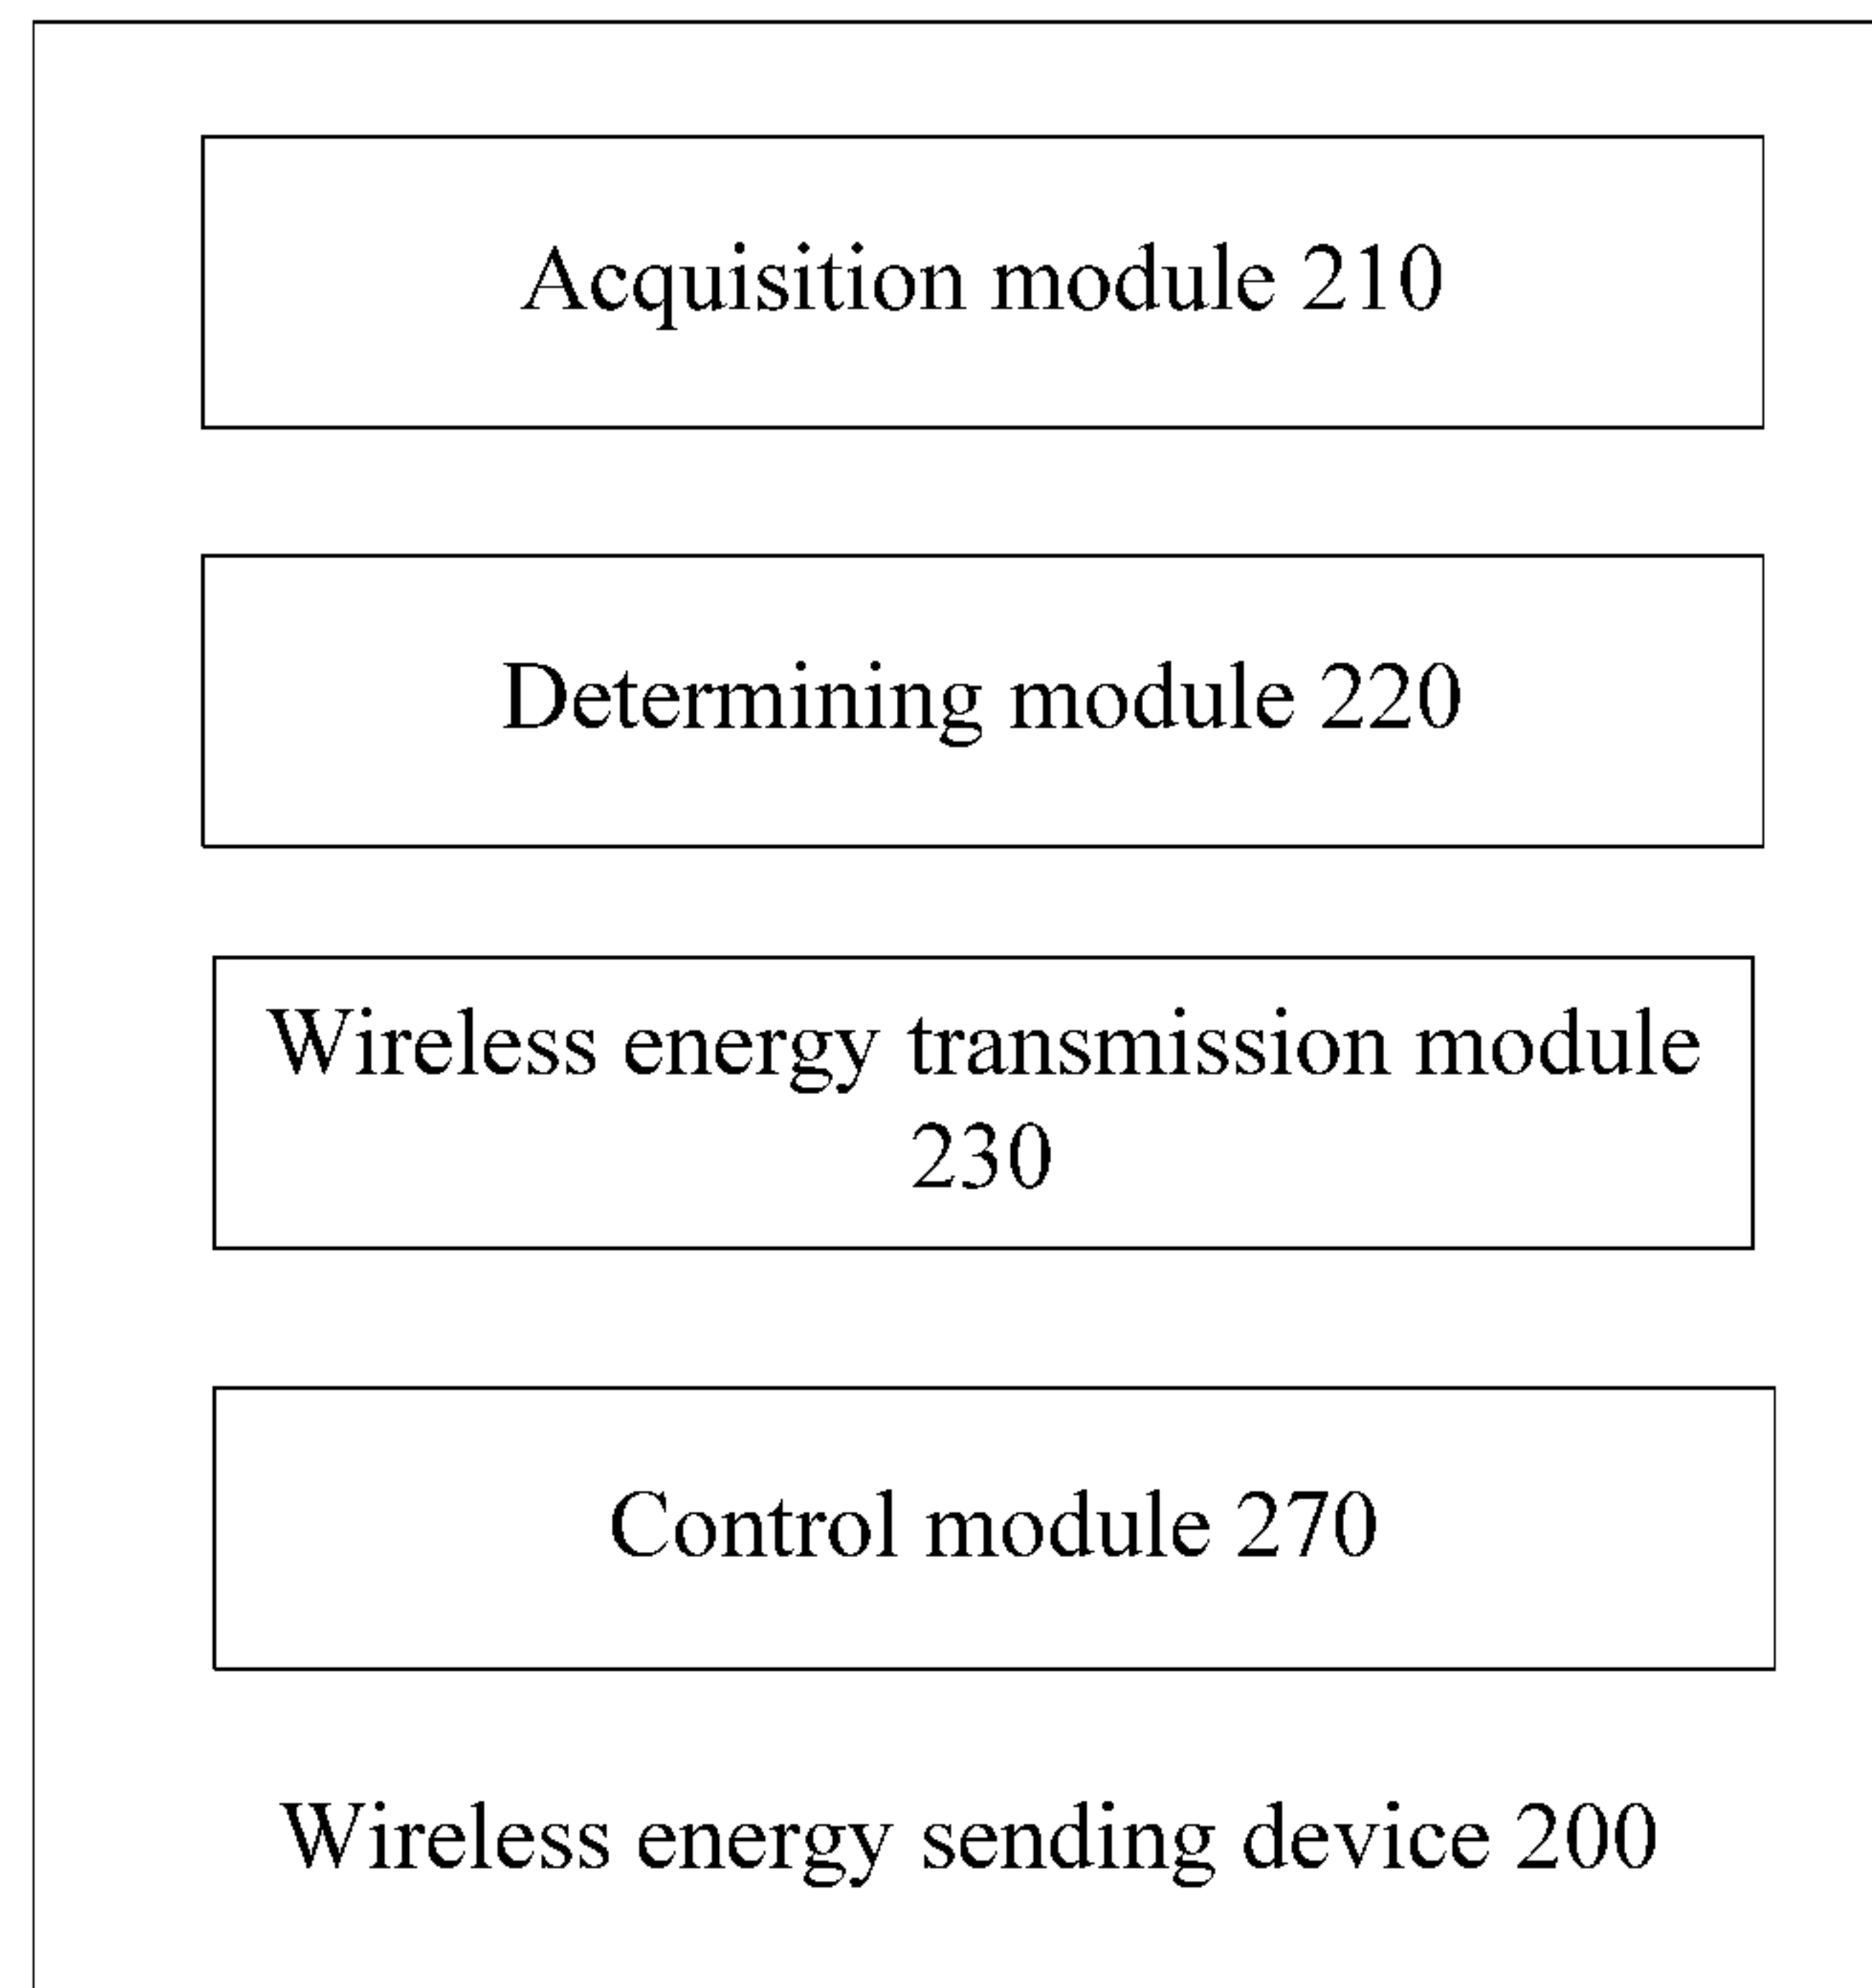 Acquisition module 210
Determining module 220
Wireless energy transmission module
230
Control module 270
Wireless energy sending device 200